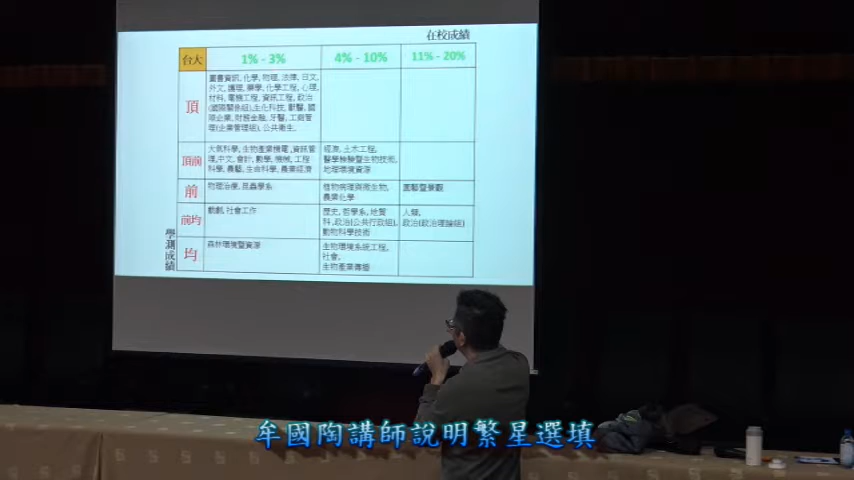 在校成績
台大 1% - 3% 4% - 10% 11% - 20%
頂
圖書資訊, 化學, 物理, 法律, 日文,
外文, 護理, 藥學, 化學工程, 心理,
材料, 電機工程, 資訊工程, 政治
(國際關係組), 生化科技, 獸醫, 國
際企業, 財務金融, 牙醫, 工商管
理(企業管理組), 公共衛生,
頂前
大氣科學, 生物產業機電, 資訊管
理, 中文, 會計, 數學, 機械, 工程
科學, 農藝, 生命科學, 農業經濟
經濟, 土木工程,
醫學檢驗暨生物技術,
地理環境資源
前
物理治療, 昆蟲學系
植物病理與微生物,
農業化學
園藝暨景觀
前均
戲劇, 社會工作
歷史, 哲學系, 地質
科, 政治(公共行政組),
動物科學技術
人類,
政治(政治理論組)
均
森林環境暨資源
生物環境系統工程,
社會,
生物產業傳播
學測成績
牟國陶講師說明繁星選填